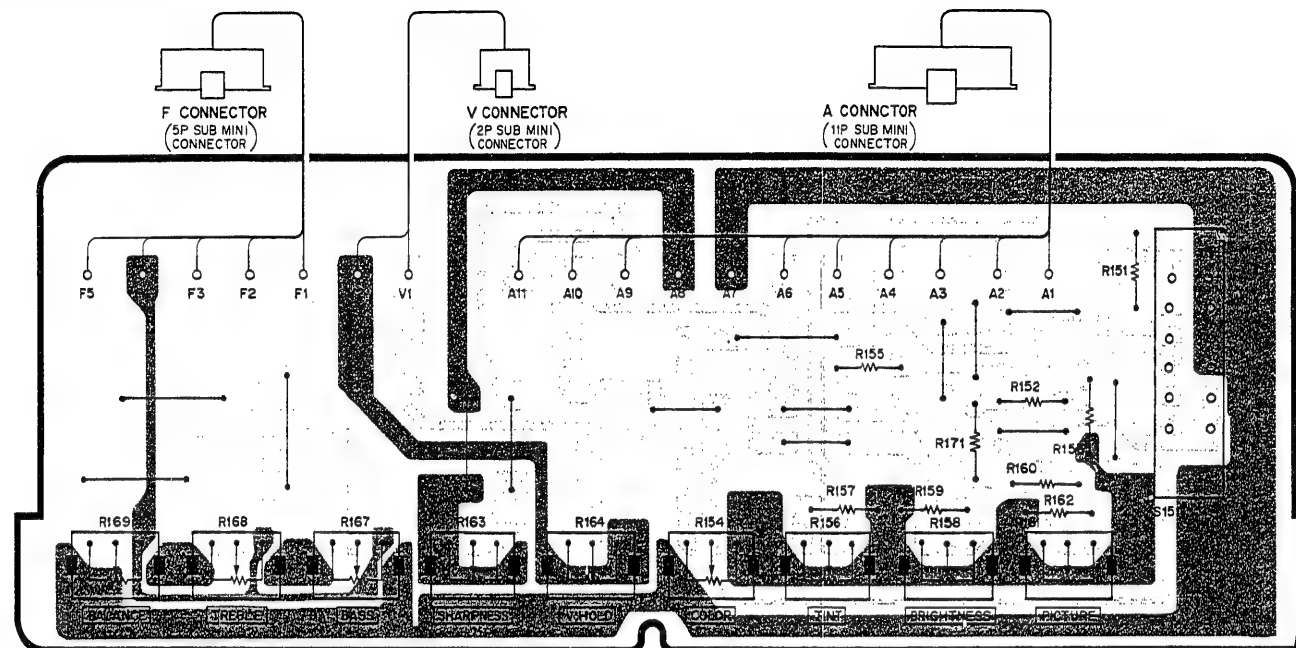 F CONNECTOR
(5P SUB MINI)
CONNECTOR
V CONNECTOR
(2P SUB MINI)
CONNECTOR
A CONNCTOR
(11P SUB MINI)
CONNECTOR
F5
F3
F2
F1
V1
A11
A10
A9
A8
A7
A6
A5
A4
A3
A2
A1
R151
R155
R152
R171
R160
R157
R159
R162
R169
R168
R167
R163
R164
R154
R156
R158
BALANCE
TREBLE
BASS
SHARPNESS
V.HOLD
COLOR
TINT
BRIGHTNESS
PICTURE